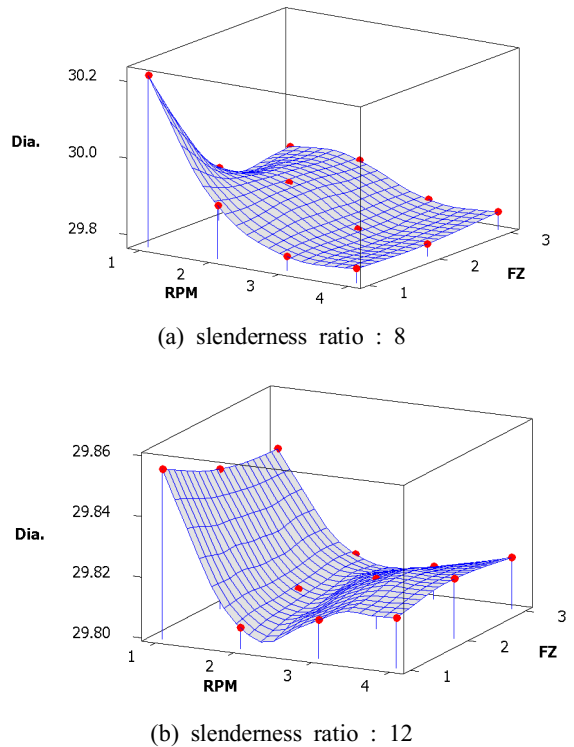 30.2
Dia.
30.0
29.8
1
2
3
4
RPM
1
2
3
FZ
(a) slenderness ratio : 8
29.86
29.84
Dia.
29.82
29.80
1
2
3
4
RPM
1
2
3
FZ
(b) slenderness ratio : 12